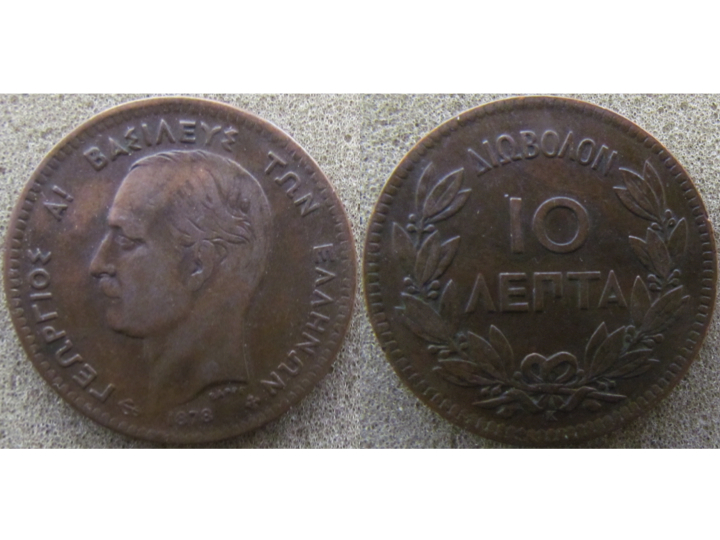 ΓΕΩΡΓΙΟΣ Α! ΒΑΣΙΛΕΥΣ ΤΩΝ ΕΛΛΗΝΩΝ
1878
ΔΙΩΒΟΛΟΝ
10
ΛΕΠΤΑ
K